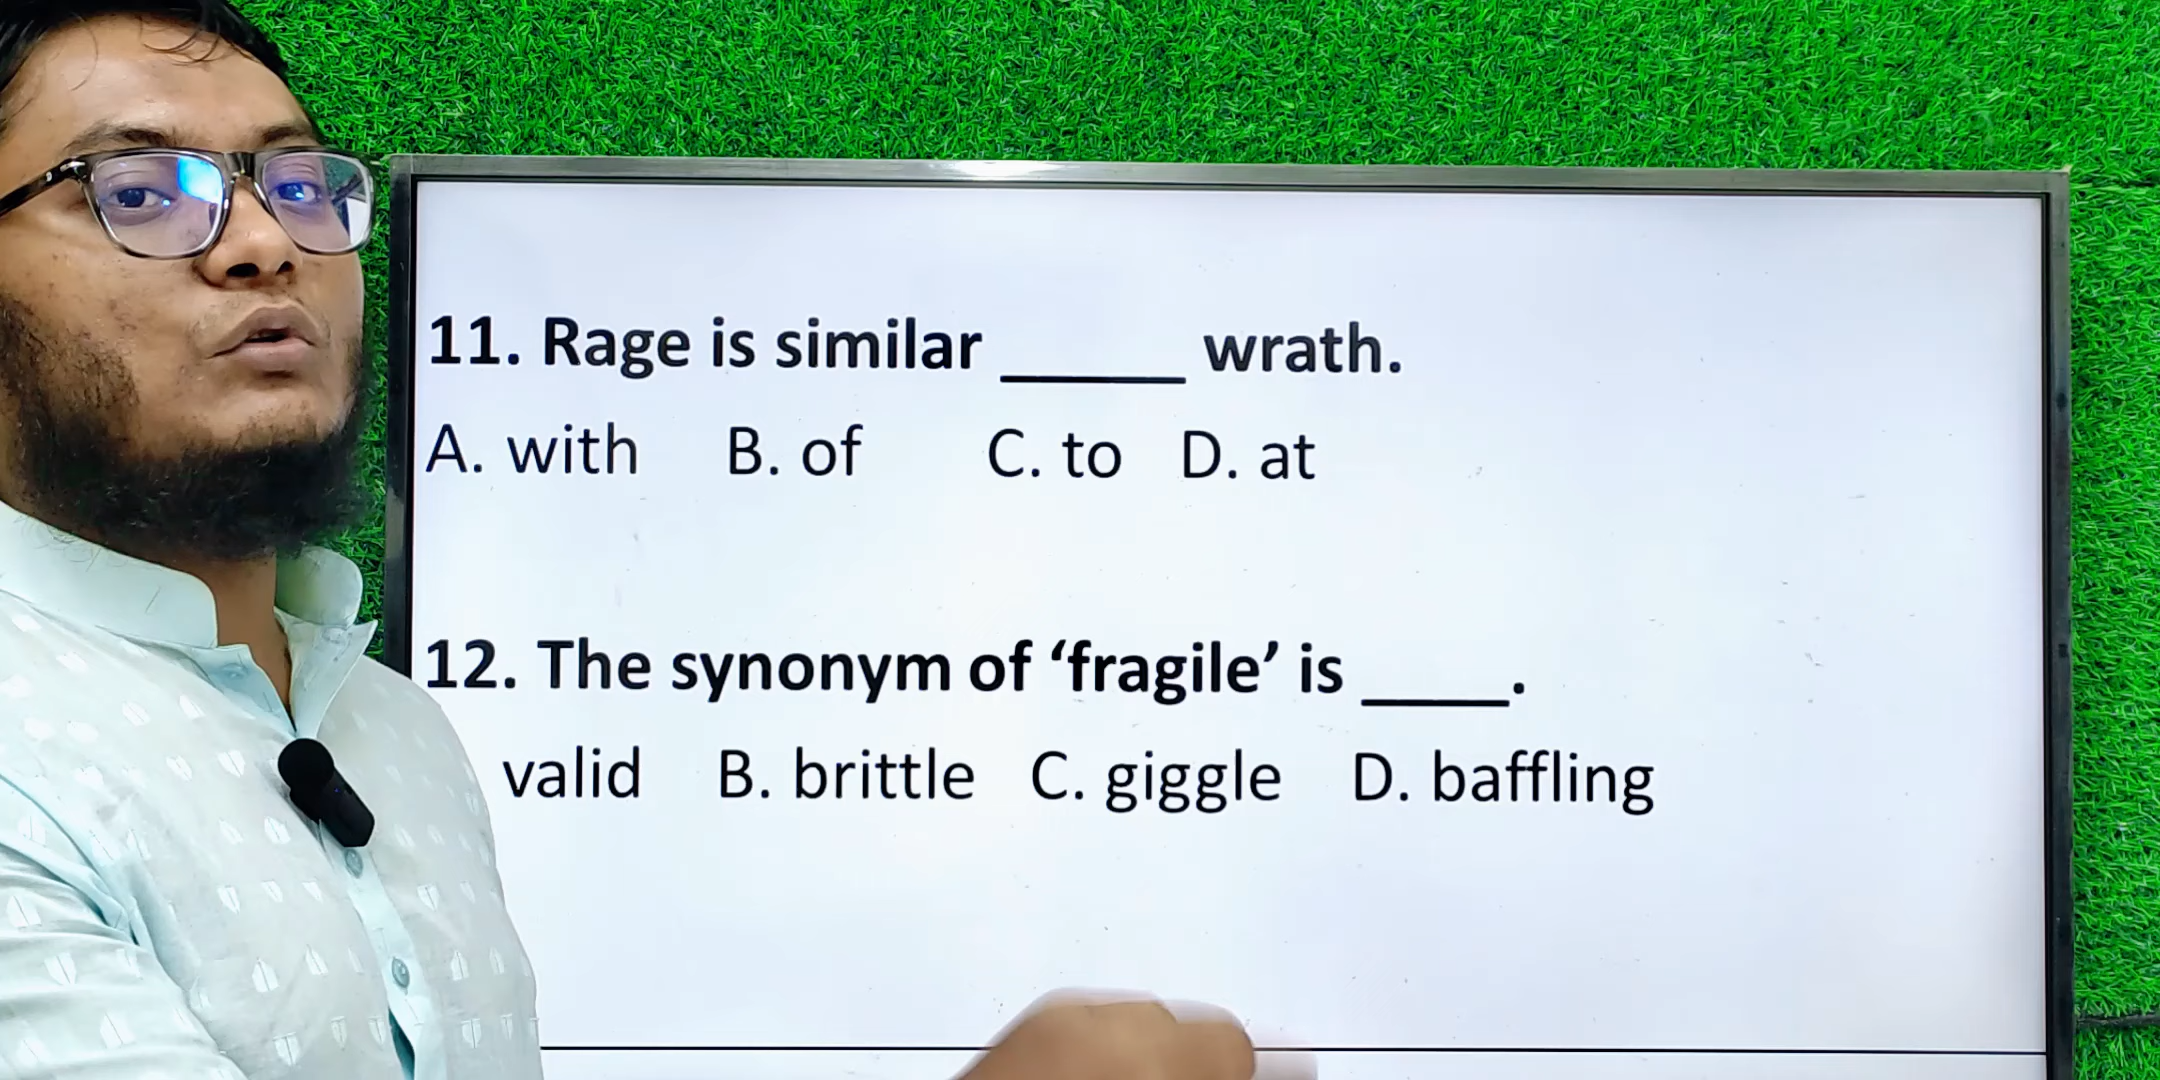 11. Rage is similar ______ wrath.
A. with B. of C. to D. at
12. The synonym of ‘fragile’ is _____.
valid B. brittle C. giggle D. baffling